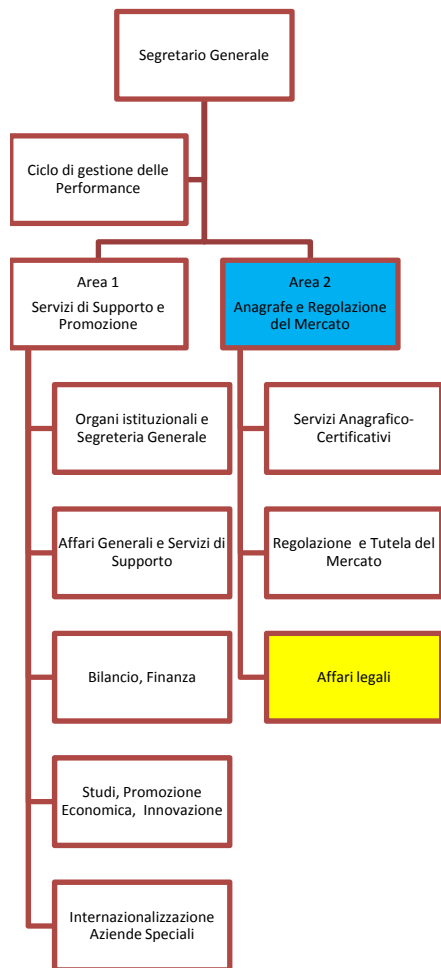 Segretario Generale
Ciclo di gestione delle
Performance
Area 1
Servizi di Supporto e
Promozione
Area 2
Anagrafe e Regolazione
del Mercato
Organi istituzionali e
Segreteria Generale
Servizi Anagrafico-
Certificativi
Affari Generali e Servizi di
Supporto
Regolazione e Tutela del
Mercato
Bilancio, Finanza
Affari legali
Studi, Promozione
Economica, Innovazione
Internazionalizzazione
Aziende Speciali